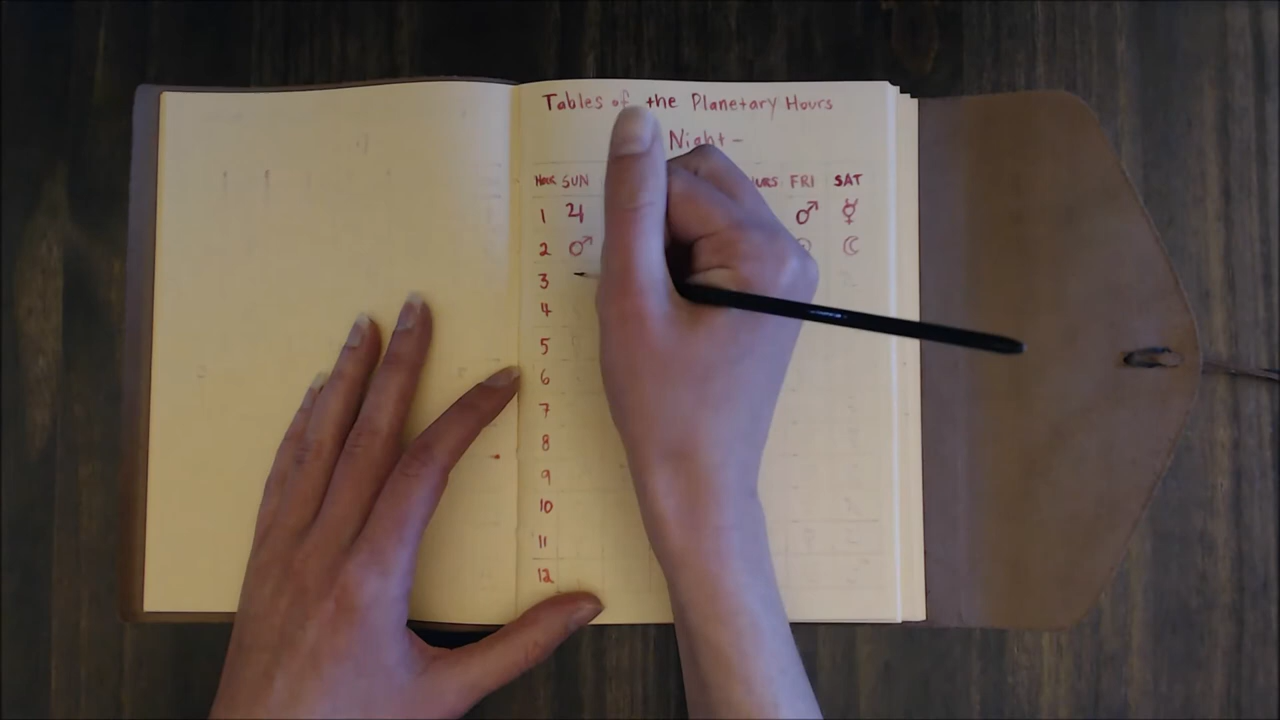 Tables of the Planetary Hours
Night -
Hour SUN URS FRI SAT
1 ♃ ♂ ☿
2 ♂ ☾
3
4
5
6
7
8
9
10
11
12